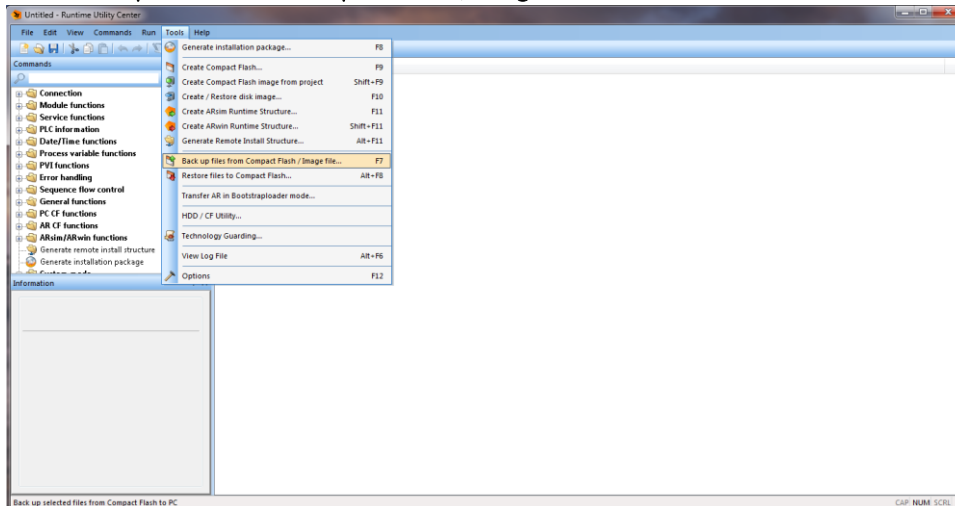 Untitled - Runtime Utility Center
File Edit View Commands Run Tools Help
Commands
Connection
Module functions
Service functions
PLC information
Date/Time functions
Process variable functions
PVI functions
Error handling
Sequence flow control
General functions
PC CF functions
AR CF functions
ARsim/ARwin functions
Generate remote install structure
Generate installation package
Generate installation package... F8
Create Compact Flash... F9
Create Compact Flash image from project Shift+F9
Create / Restore disk image... F10
Create ARsim Runtime Structure... F11
Create ARwin Runtime Structure... Shift+F11
Generate Remote Install Structure... Alt+F11
Back up files from Compact Flash / Image file... F7
Restore files to Compact Flash... Alt+F8
Transfer AR in Bootstraploader mode...
HDD / CF Utility...
Technology Guarding...
View Log File Alt+F6
Options F12
Information
Back up selected files from Compact Flash to PC
CAP NUM SCRL